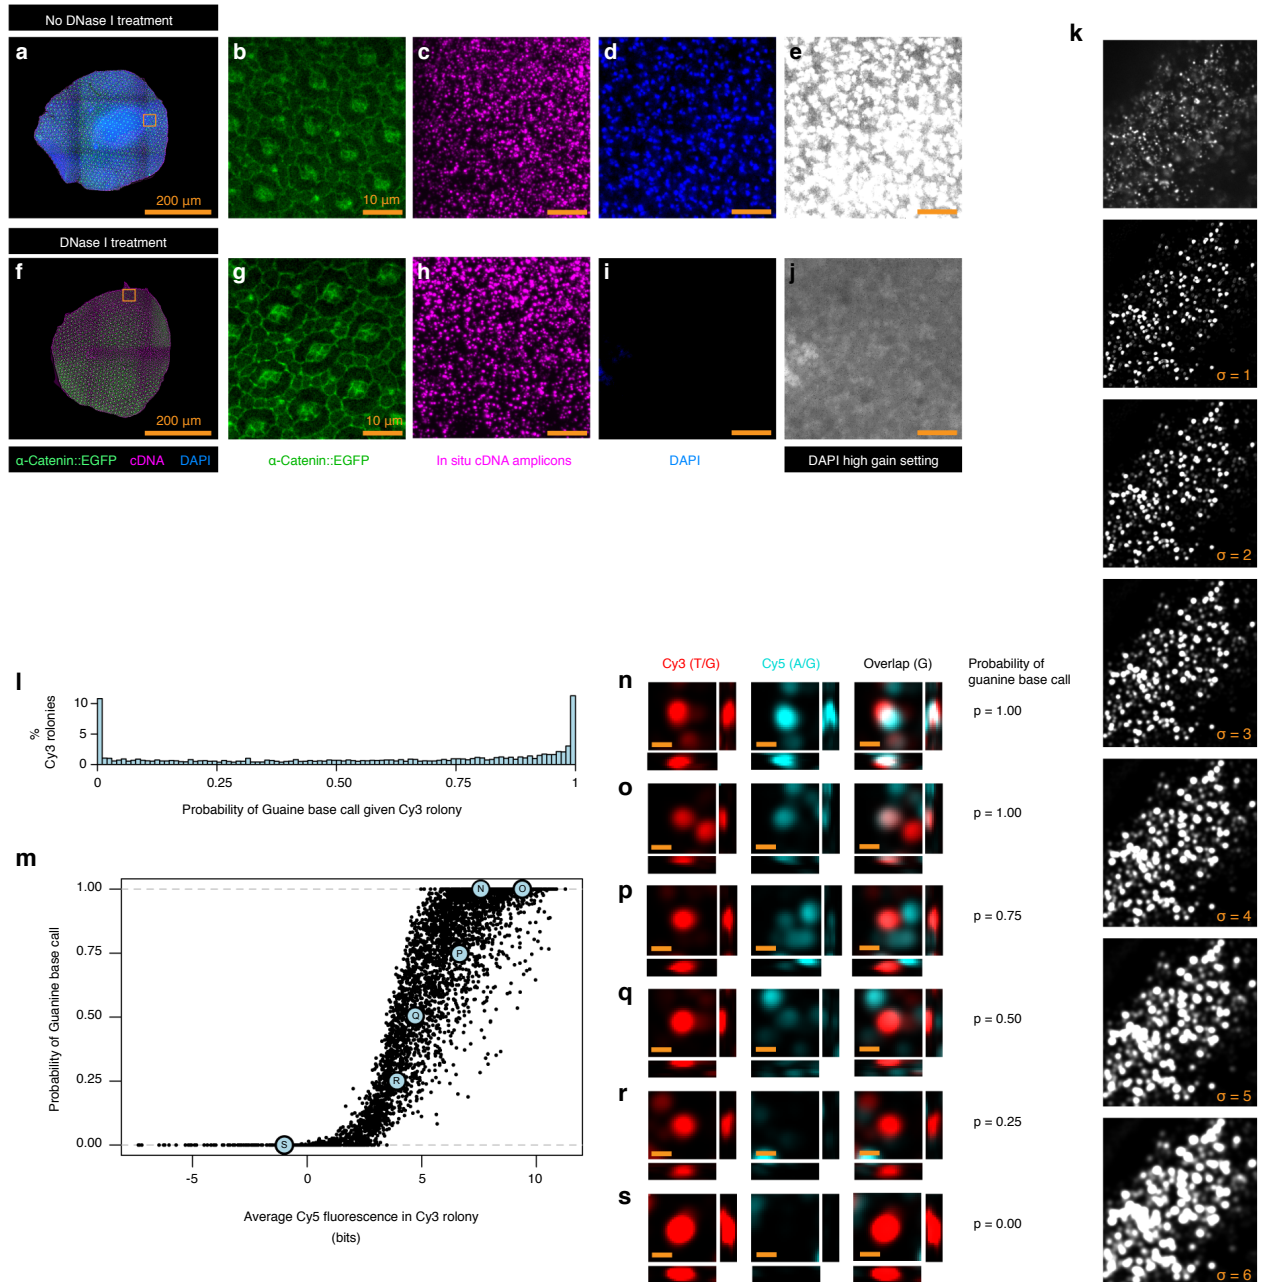 No DNase I treatment
a
200 µm
b
10 µm
c
d
e
DNase I treatment
f
200 µm
g
10 µm
h
i
j
α-Catenin::EGFP cDNA DAPI
α-Catenin::EGFP
In situ cDNA amplicons
DAPI
DAPI high gain setting
k
σ = 1
σ = 2
σ = 3
σ = 4
σ = 5
σ = 6
l
%
Cy3 rolonies
10
5
0
0
0.25
0.50
0.75
1
Probability of Guaine base call given Cy3 rolony
m
Probability of Guanine base call
1.00
0.75
0.50
0.25
0.00
N
O
P
Q
R
S
-5
0
5
10
Average Cy5 fluorescence in Cy3 rolony
(bits)
Cy3 (T/G)
Cy5 (A/G)
Overlap (G)
Probability of
guanine base call
n
p = 1.00
o
p = 1.00
p
p = 0.75
q
p = 0.50
r
p = 0.25
s
p = 0.00